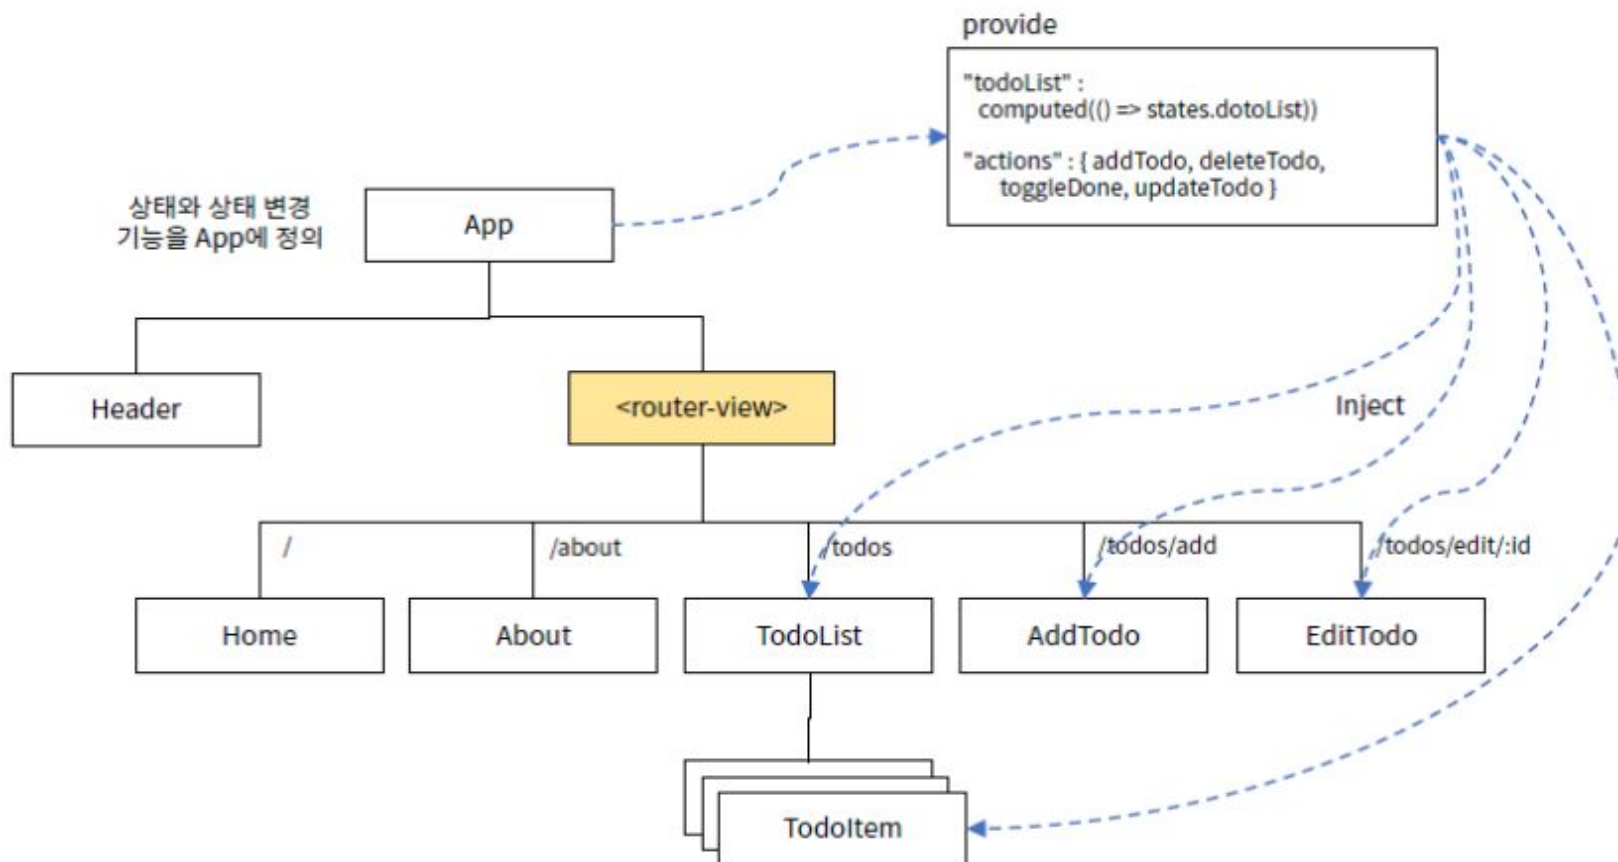 provide
"todoList" :
computed(() => states.dotoList))
"actions" : { addTodo, deleteTodo,
toggleDone, updateTodo }
상태와 상태 변경
기능을 App에 정의
App
Header
<router-view>
Inject
/
/about
/todos
/todos/add
/todos/edit/:id
Home
About
TodoList
AddTodo
EditTodo
TodoItem